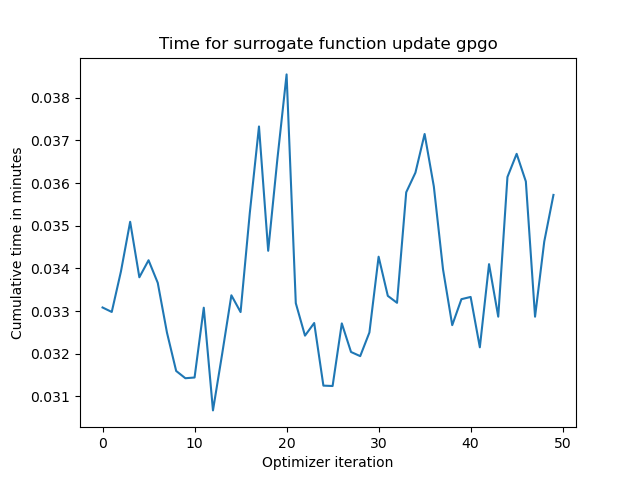 Time for surrogate function update gpgo
Cumulative time in minutes
0.038
0.037
0.036
0.035
0.034
0.033
0.032
0.031
0 10 20 30 40 50
Optimizer iteration